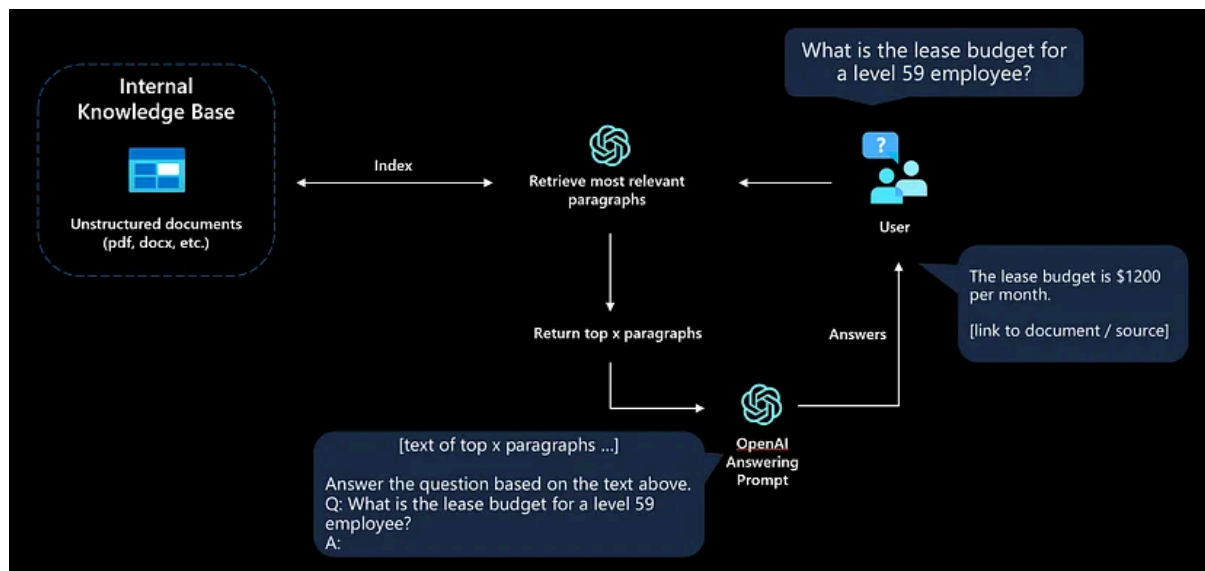 What is the lease budget for
a level 59 employee?
Internal
Knowledge Base
Unstructured documents
(pdf, docx, etc.)
Index
Retrieve most relevant
paragraphs
?
User
Return top x paragraphs
[text of top x paragraphs ...]
Answer the question based on the text above.
Q: What is the lease budget for a level 59
employee?
A:
OpenAI
Answering
Prompt
Answers
The lease budget is $1200
per month.
[link to document / source]